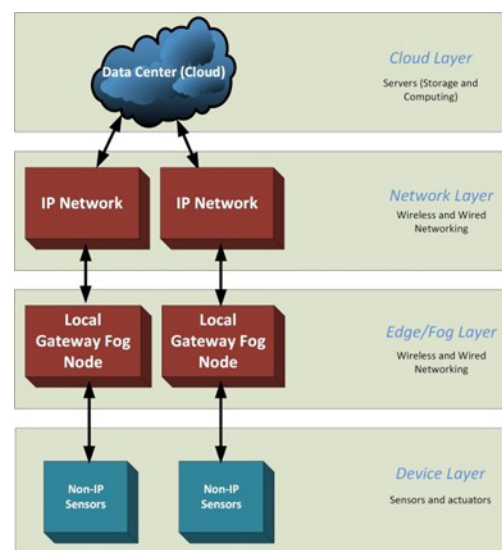 Data Center (Cloud)
Cloud Layer
Servers (Storage and
Computing)
IP Network
IP Network
Network Layer
Wireless and Wired
Networking
Local
Gateway Fog
Node
Local
Gateway Fog
Node
Edge/Fog Layer
Wireless and Wired
Networking
Non-IP
Sensors
Non-IP
Sensors
Device Layer
Sensors and actuators